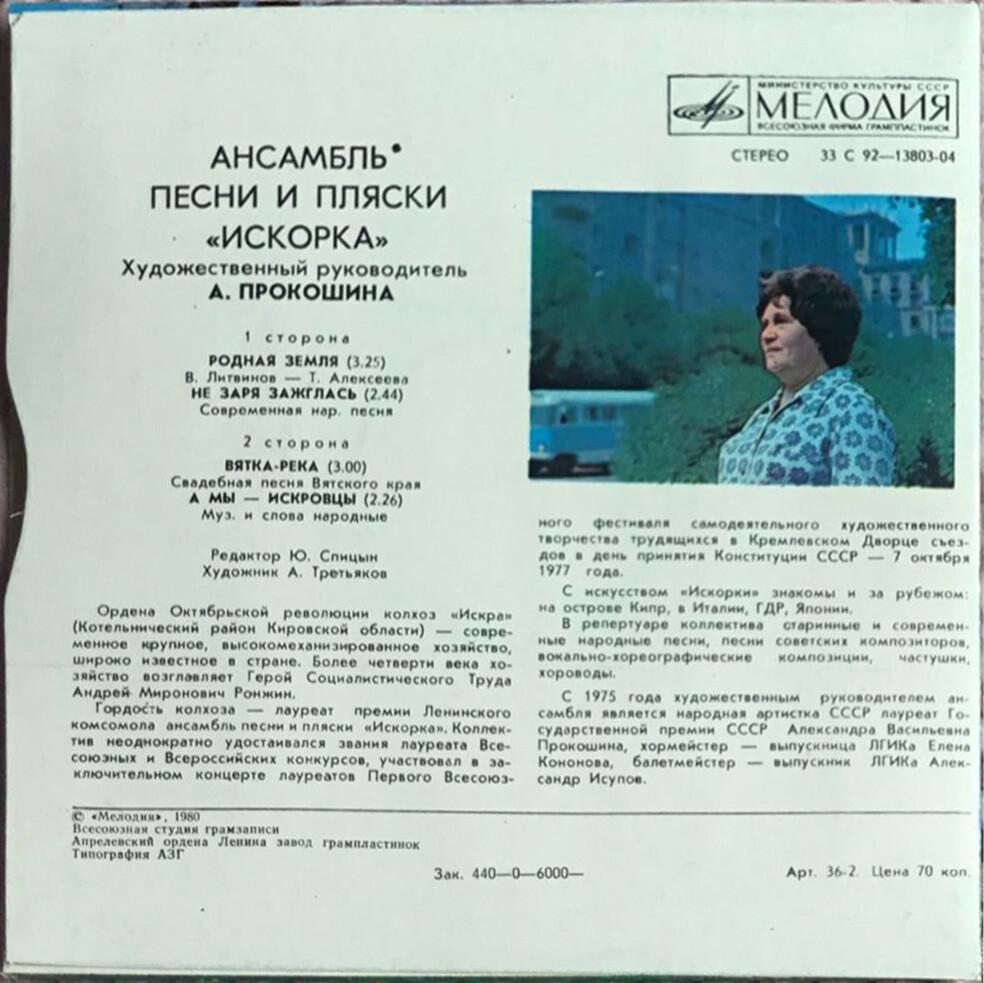 МИНИСТЕРСТВО КУЛЬТУРЫ СССР
МЕЛОДИЯ
ВСЕСОЮЗНАЯ ФИРМА ГРАМПЛАСТИНОК
СТЕРЕО 33 С 92—13803-04
АНСАМБЛЬ
ПЕСНИ И ПЛЯСКИ
«ИСКОРКА»
Художественный руководитель
А. ПРОКОШИНА
1 сторона
РОДНАЯ ЗЕМЛЯ (3.25)
В. Литвинов — Т. Алексеева
НЕ ЗАРЯ ЗАЖГЛАСЬ (2.44)
Современная нар. песня
2 сторона
ВЯТКА-РЕКА (3.00)
Свадебная песня Вятского края
А МЫ — ИСКРОВЦЫ (2.26)
Муз. и слова народные
Редактор Ю. Спицын
Художник А. Третьяков
Ордена Октябрьской революции колхоз «Искра»
(Котельнический район Кировской области) — совре-
менное крупное, высокомеханизированное хозяйство,
широко известное в стране. Более четверти века хо-
зяйство возглавляет Герой Социалистического Труда
Андрей Миронович Ронжин.
Гордость колхоза — лауреат премии Ленинского
комсомола ансамбль песни и пляски «Искорка». Коллек-
тив неоднократно удостаивался звания лауреата Все-
союзных и Всероссийских конкурсов, участвовал в за-
ключительном концерте лауреатов Первого Всесоюз-
ного фестиваля самодеятельного художественного
творчества трудящихся в Кремлевском Дворце съез-
дов в день принятия Конституции СССР — 7 октября
1977 года.
С искусством «Искорки» знакомы и за рубежом:
на острове Кипр, в Италии, ГДР, Японии.
В репертуаре коллектива старинные и современ-
ные народные песни, песни советских композиторов,
вокально-хореографические композиции, частушки,
хороводы.
С 1975 года художественным руководителем ан-
самбля является народная артистка СССР лауреат Го-
сударственной премии СССР Александра Васильевна
Прокошина, хормейстер — выпускница ЛГИКа Елена
Кононова, балетмейстер — выпускник ЛГИКа Алек-
сандр Исупов.
© «Мелодия», 1980
Всесоюзная студия грамзаписи
Апрелевский ордена Ленина завод грампластинок
Типография АЗГ
Зак. 440—0—6000—
Арт. 36-2. Цена 70 коп.